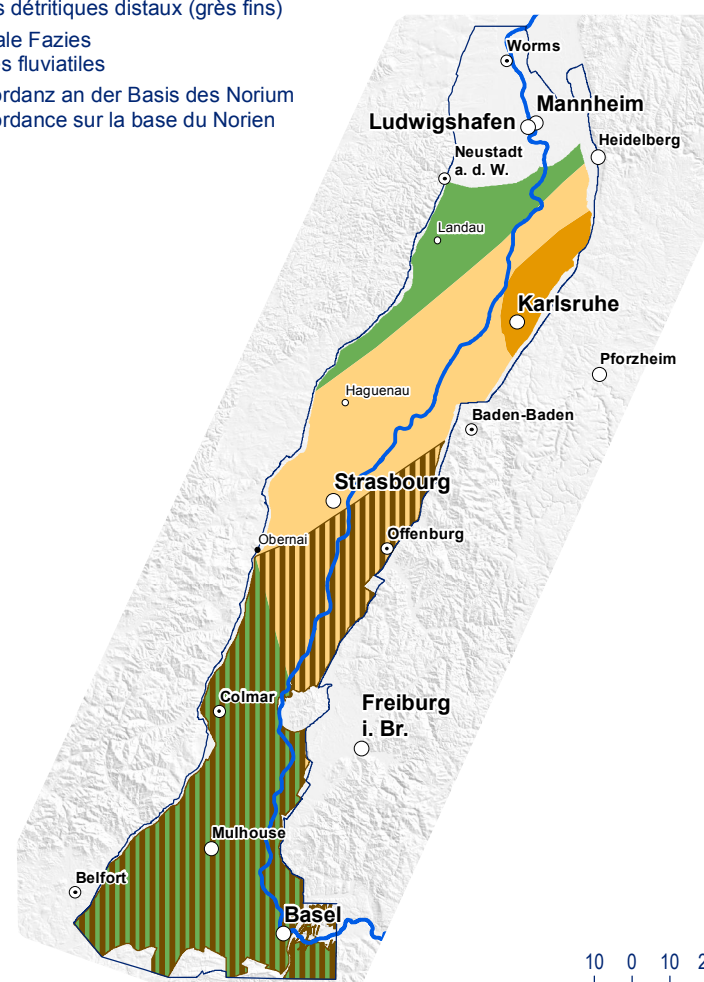 s détritiques distaux (grès fins)
ale Fazies
s fluviatiles
ordanz an der Basis des Norium
ordance sur la base du Norien
Worms
Mannheim
Ludwigshafen
Heidelberg
Neustadt
a. d. W.
Landau
Karlsruhe
Pforzheim
Haguenau
Baden-Baden
Strasbourg
Offenburg
Obernai
Colmar
Freiburg
i. Br.
Mulhouse
Belfort
Basel
10 0 10 2